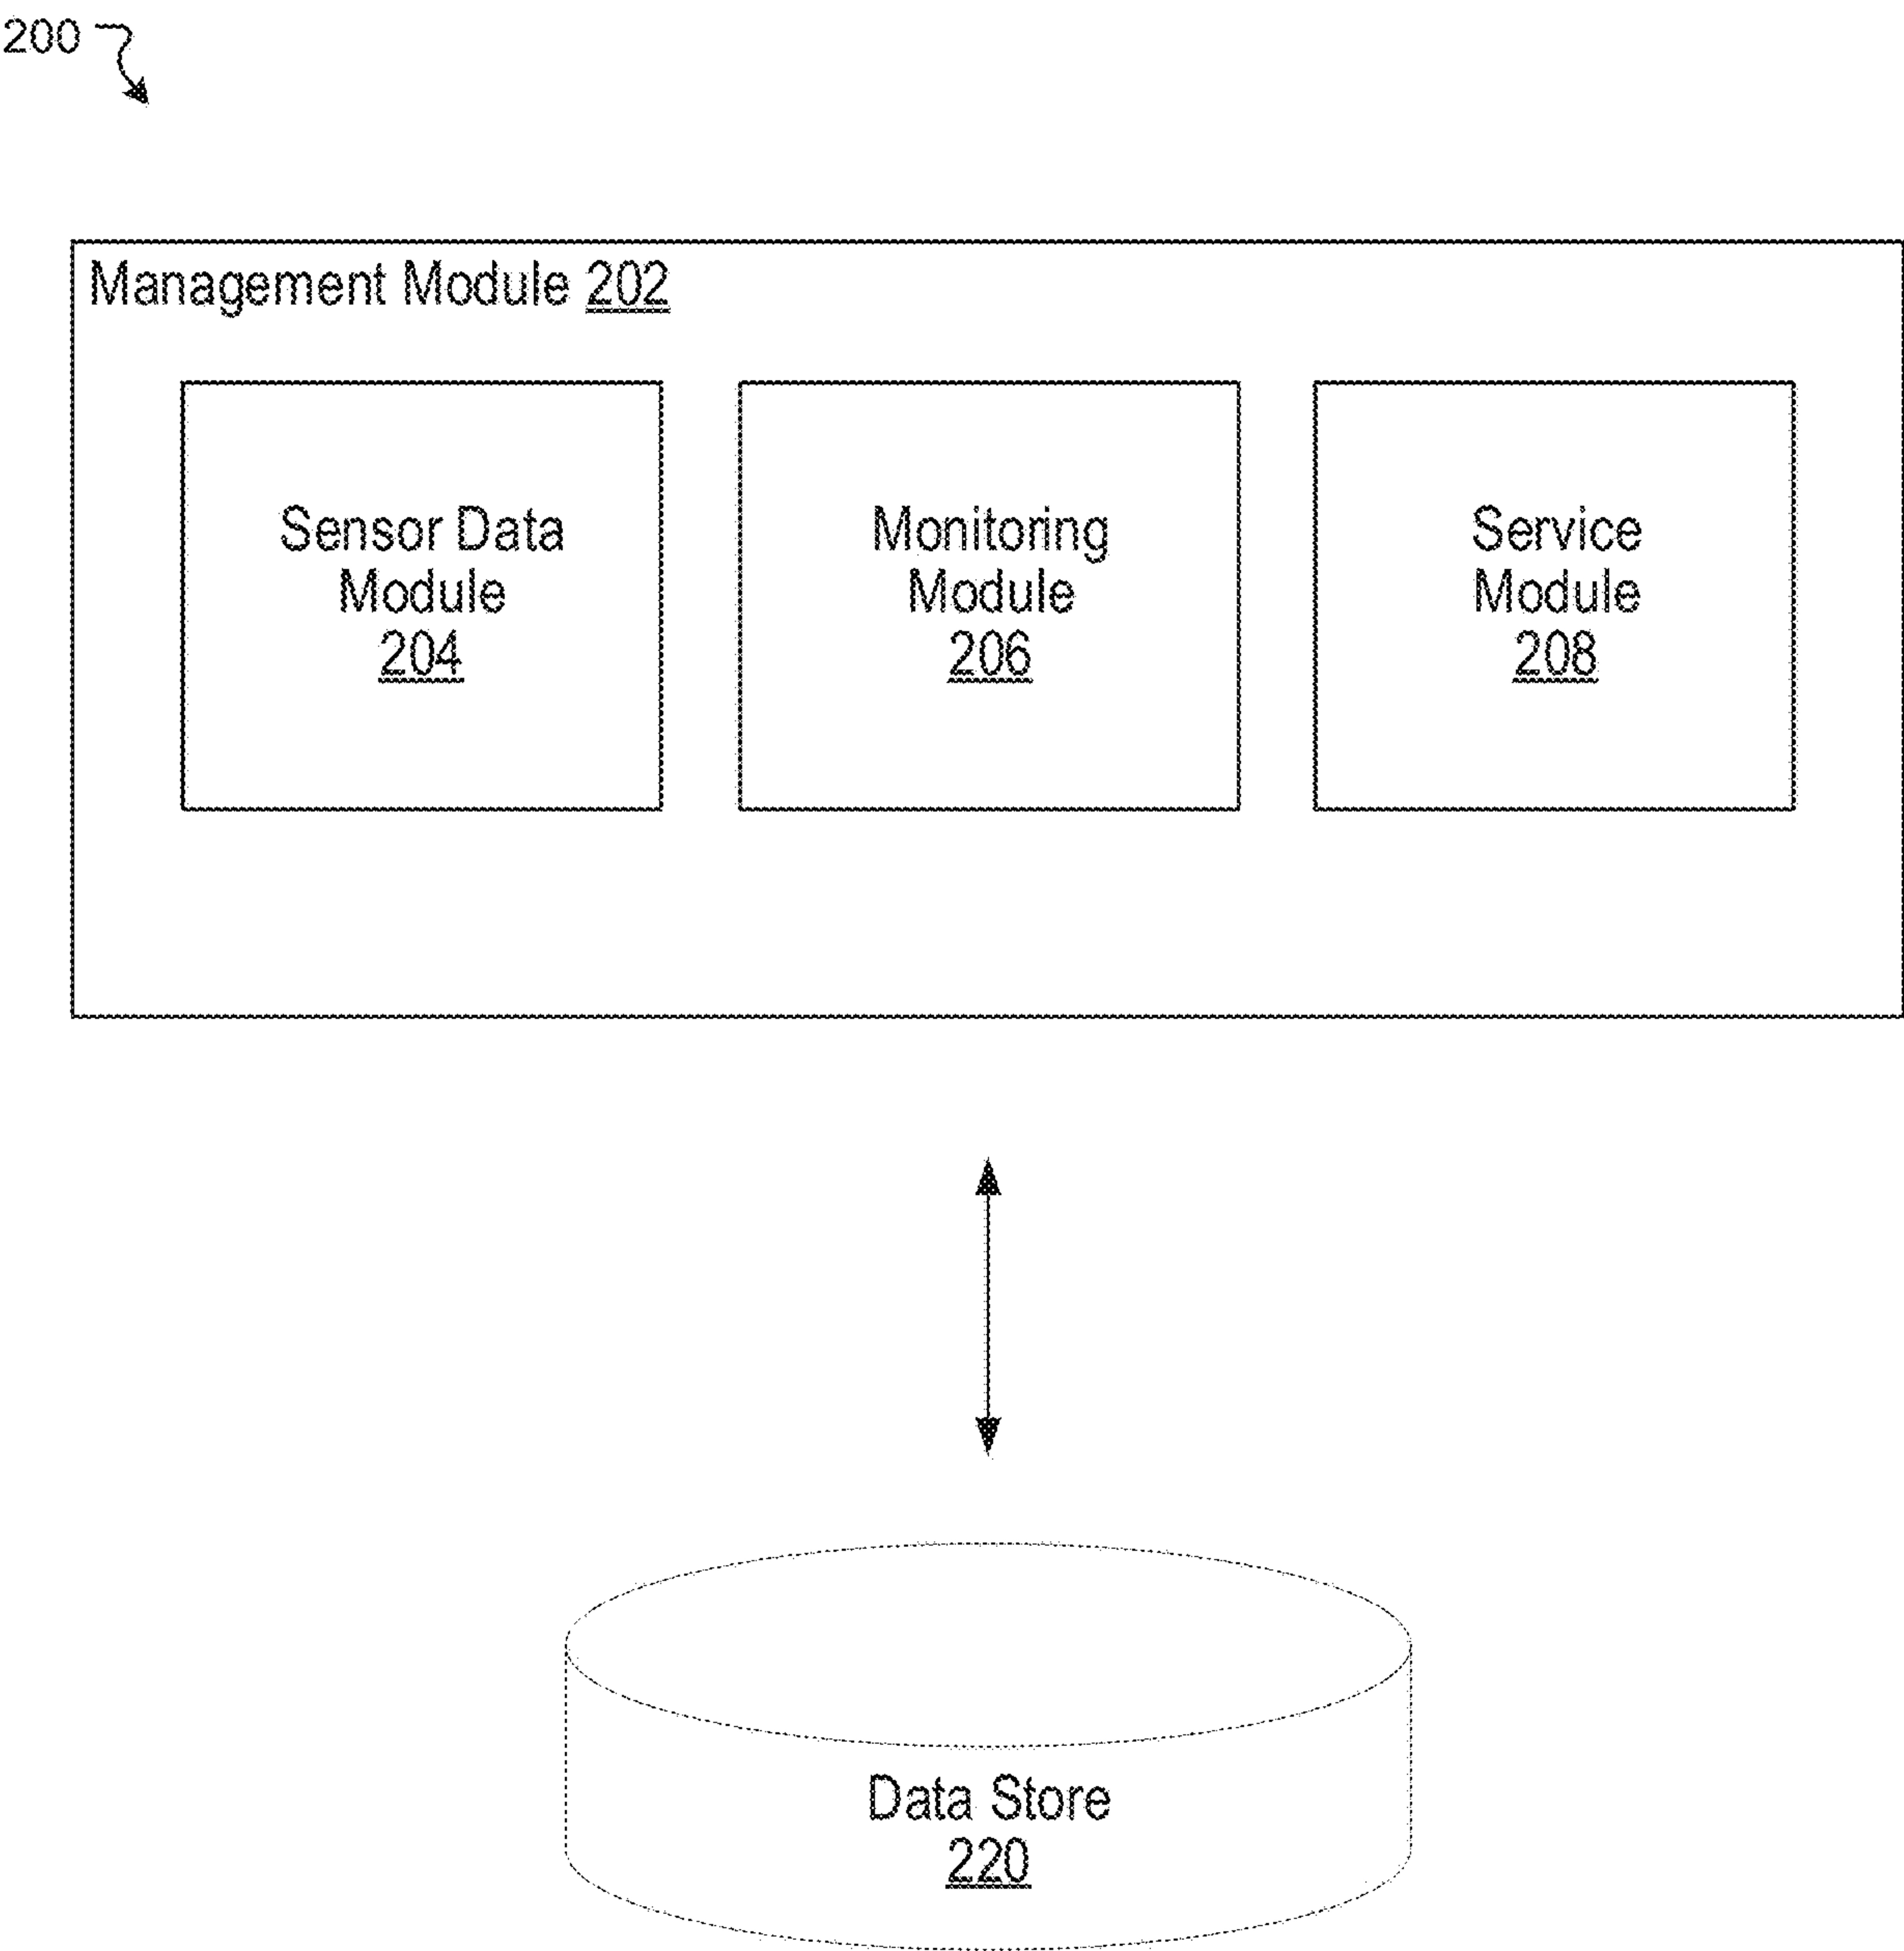 200
Management Module 202
Sensor Data
Module
204
Monitoring
Module
206
Service
Module
208
Data Store
220